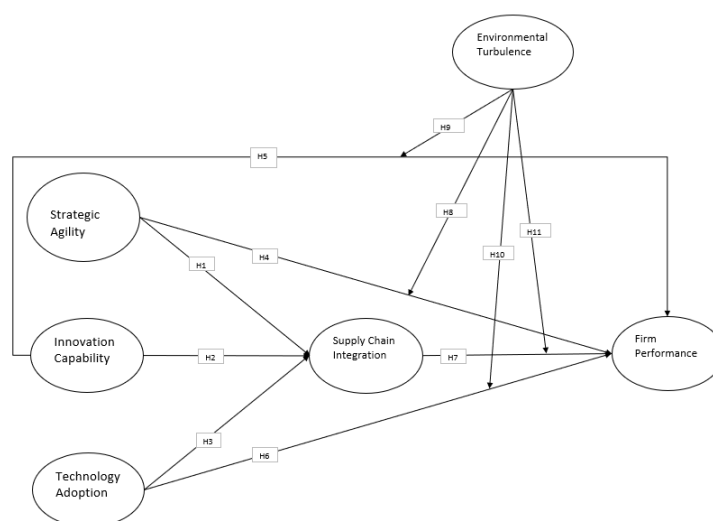 Environmental
Turbulence
H9
H5
Strategic
Agility
H8
H11
H4
H10
H1
Innovation
Capability
Supply Chain
Integration
Firm
Performance
H2
H7
H3
H6
Technology
Adoption